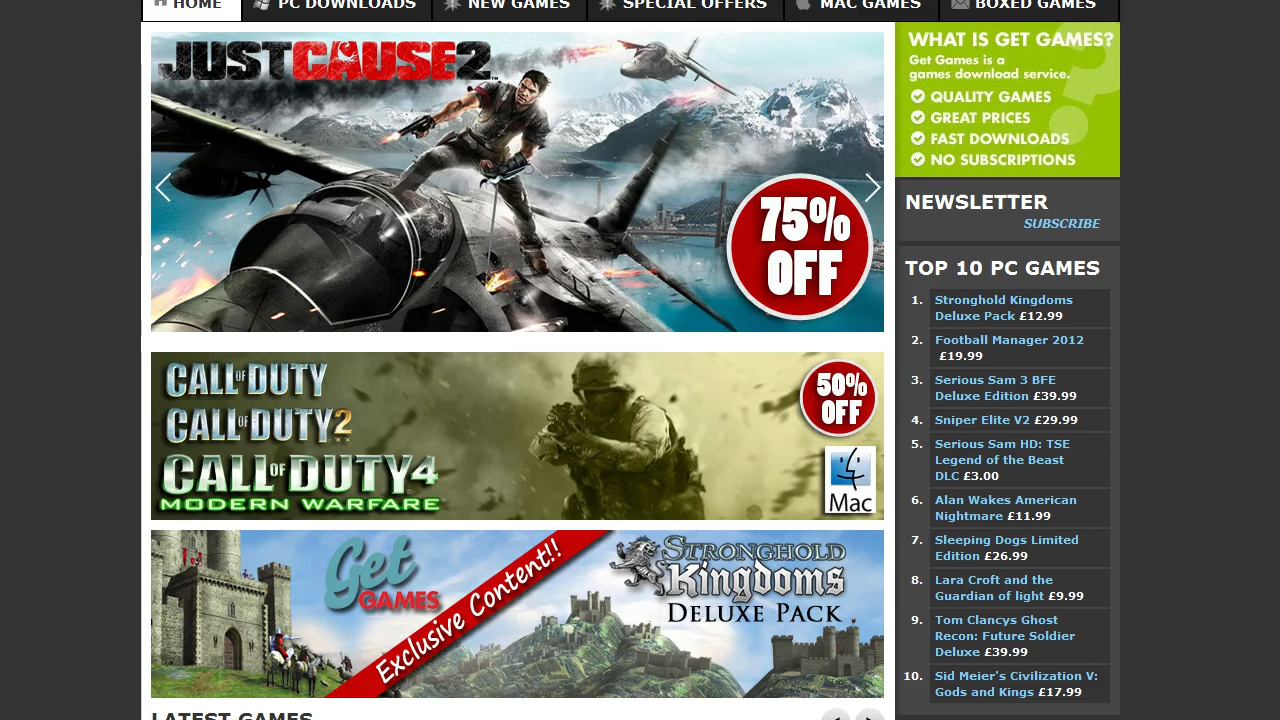 HOME
PC DOWNLOADS
NEW GAMES
SPECIAL OFFERS
MAC GAMES
BOXED GAMES
JUST CAUSE 2
75%
OFF
CALL OF DUTY
CALL OF DUTY 2
CALL OF DUTY 4
MODERN WARFARE
50%
OFF
Mac
Get
GAMES
Exclusive Content!!
STRONGHOLD
Kingdoms
DELUXE PACK
LATEST GAMES
WHAT IS GET GAMES?
Get Games is a
games download service.
QUALITY GAMES
GREAT PRICES
FAST DOWNLOADS
NO SUBSCRIPTIONS
NEWSLETTER
SUBSCRIBE
TOP 10 PC GAMES
1. Stronghold Kingdoms
Deluxe Pack £12.99
2. Football Manager 2012
£19.99
3. Serious Sam 3 BFE
Deluxe Edition £39.99
4. Sniper Elite V2 £29.99
5. Serious Sam HD: TSE
Legend of the Beast
DLC £3.00
6. Alan Wakes American
Nightmare £11.99
7. Sleeping Dogs Limited
Edition £26.99
8. Lara Croft and the
Guardian of light £9.99
9. Tom Clancys Ghost
Recon: Future Soldier
Deluxe £39.99
10. Sid Meier's Civilization V:
Gods and Kings £17.99